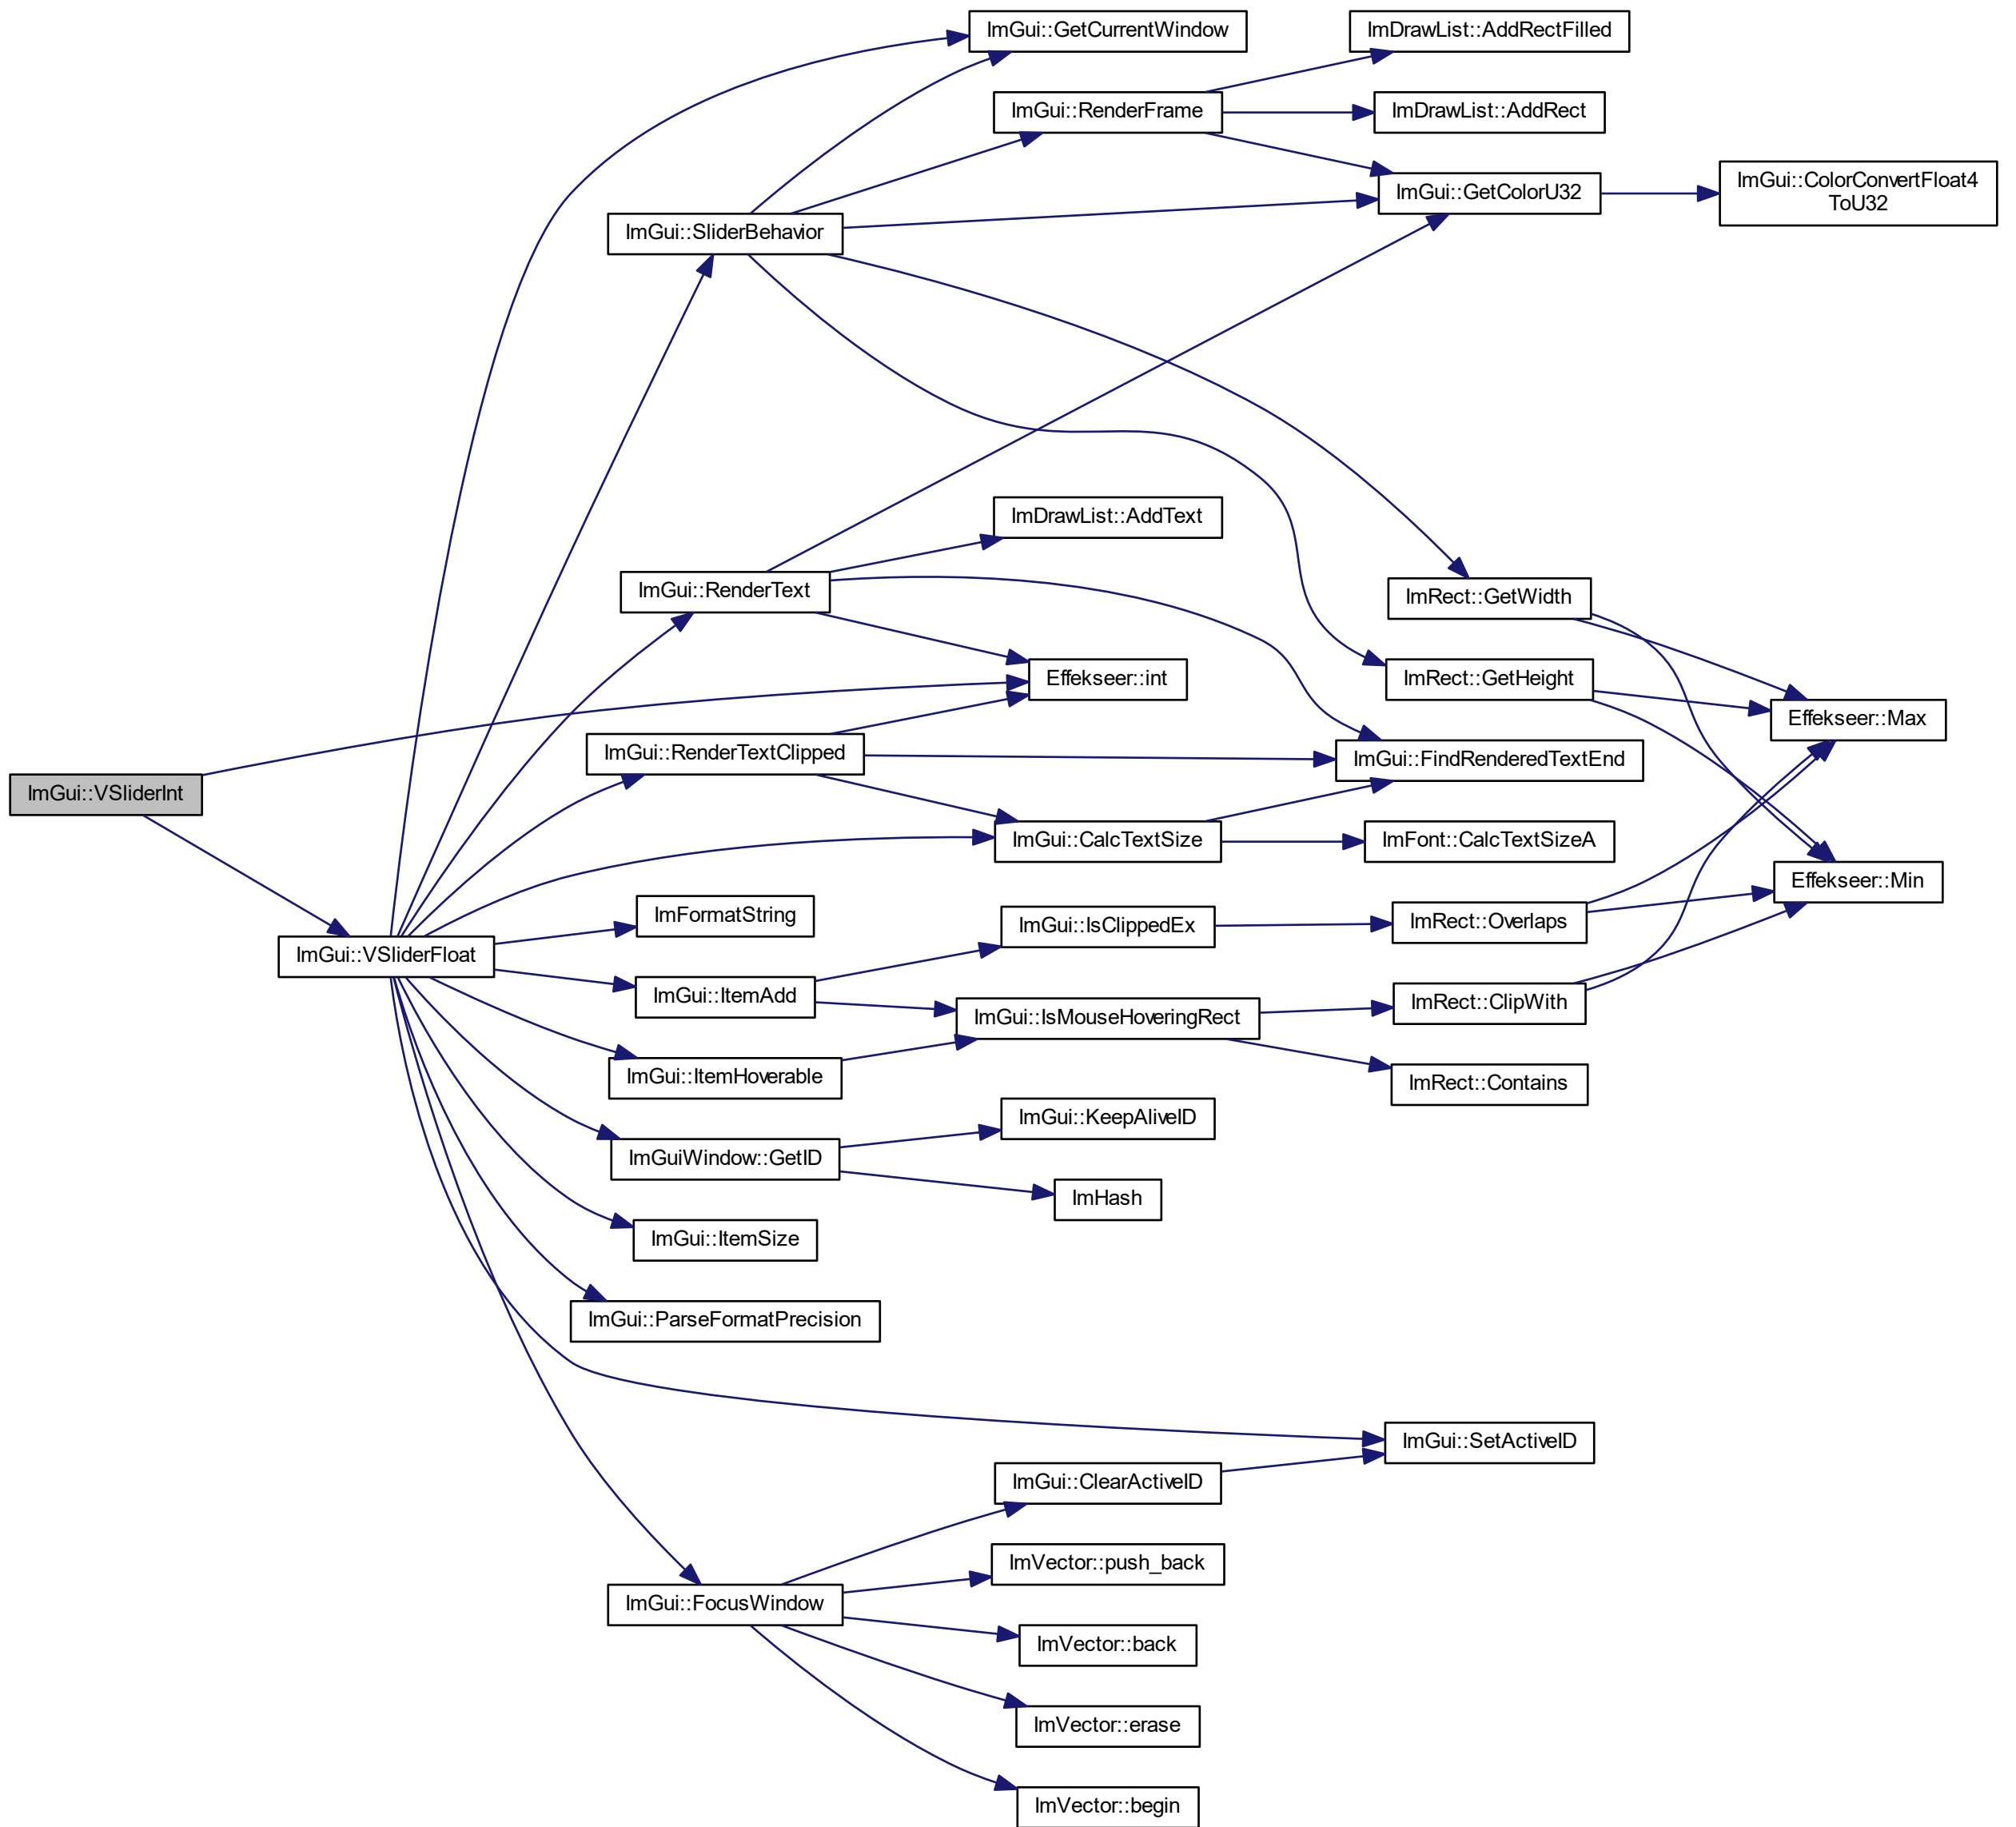 ImGui::GetCurrentWindow
ImDrawList::AddRectFilled
ImGui::RenderFrame
ImDrawList::AddRect
ImGui::GetColorU32
ImGui::ColorConvertFloat4
ToU32
ImGui::SliderBehavior
ImDrawList::AddText
ImGui::RenderText
ImRect::GetWidth
Effekseer::int
ImRect::GetHeight
Effekseer::Max
ImGui::RenderTextClipped
ImGui::FindRenderedTextEnd
ImGui::VSliderInt
ImGui::CalcTextSize
ImFont::CalcTextSizeA
Effekseer::Min
ImFormatString
ImGui::IsClippedEx
ImRect::Overlaps
ImGui::VSliderFloat
ImGui::ItemAdd
ImGui::IsMouseHoveringRect
ImRect::ClipWith
ImGui::ItemHoverable
ImRect::Contains
ImGui::KeepAliveID
ImGuiWindow::GetID
ImHash
ImGui::ItemSize
ImGui::ParseFormatPrecision
ImGui::SetActiveID
ImGui::ClearActiveID
ImVector::push_back
ImGui::FocusWindow
ImVector::back
ImVector::erase
ImVector::begin